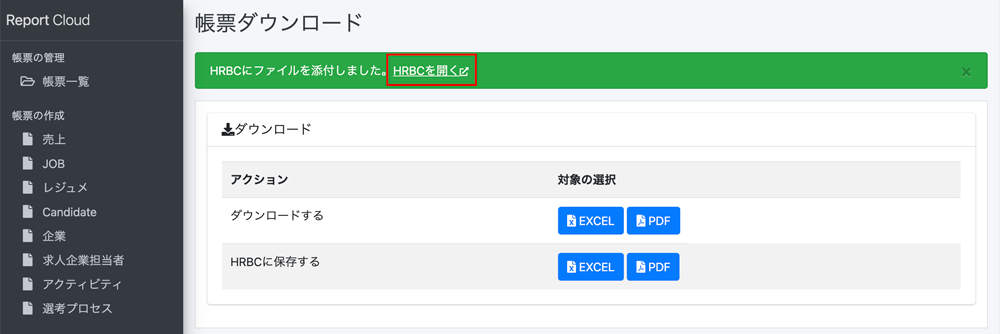 Report Cloud
帳票の管理
帳票一覧
帳票の作成
売上
JOB
レジュメ
Candidate
企業
求人企業担当者
アクティビティ
選考プロセス
帳票ダウンロード
HRBCにファイルを添付しました。HRBCを開く
×
ダウンロード
アクション 対象の選択
ダウンロードする EXCEL PDF
HRBCに保存する EXCEL PDF